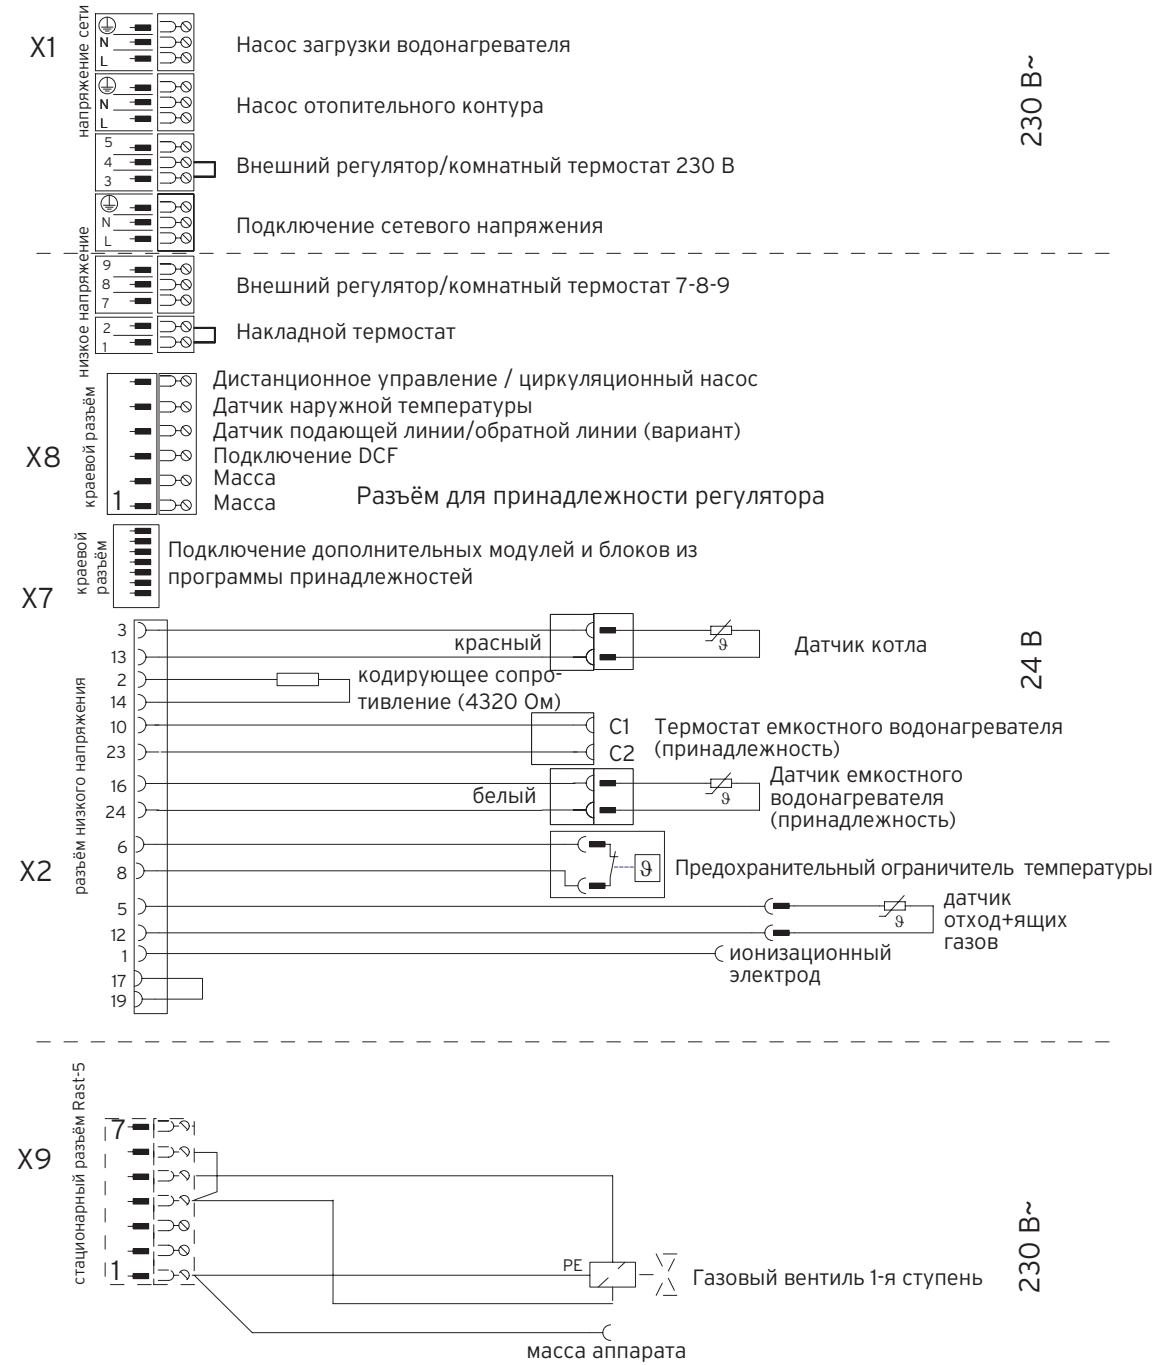 X1
напряжение сети
N
L
Насос загрузки водонагревателя
N
L
Насос отопительного контура
5
4
3
Внешний регулятор/комнатный термостат 230 В
N
L
Подключение сетевого напряжения
230 В~
низкое напряжение
9
8
7
Внешний регулятор/комнатный термостат 7-8-9
2
1
Накладной термостат
X8
краевой разъём
1
Дистанционное управление / циркуляционный насос
Датчик наружной температуры
Датчик подающей линии/обратной линии (вариант)
Подключение DCF
Масса
Масса
Разъём для принадлежности регулятора
X7
краевой
разъём
Подключение дополнительных модулей и блоков из
программы принадлежностей
24 В
X2
разъём низкого напряжения
3
красный
Датчик котла
13
2
кодирующее сопро-
14
тивление (4320 Ом)
10
C1
Термостат емкостного водонагревателя
23
C2
(принадлежность)
16
белый
Датчик емкостного
24
водонагревателя
(принадлежность)
ϑ
ϑ
6
8
ϑ
Предохранительный ограничитель температуры
5
ϑ
датчик
12
отход+ящих
газов
1
ионизационный
электрод
17
19
X9
стационарный разъём Rast-5
7
1
PE
Газовый вентиль 1-я ступень
масса аппарата
230 В~